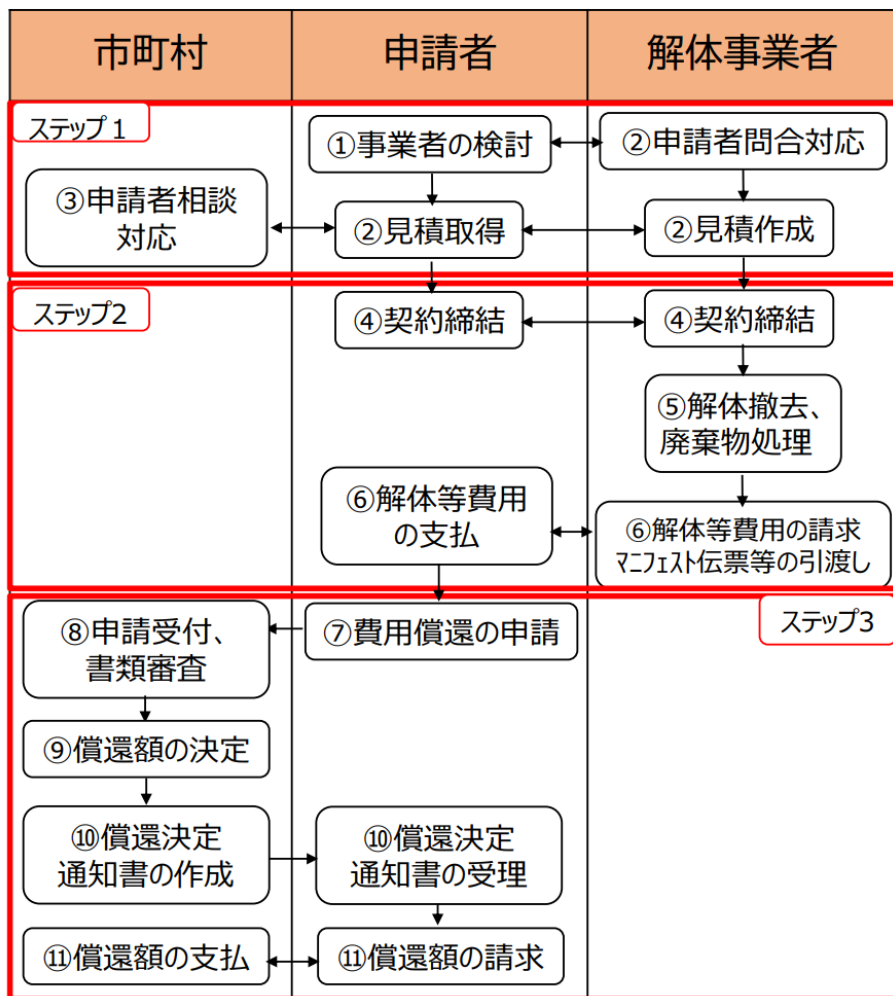 市町村
申請者
解体事業者
ステップ1
①事業者の検討
②申請者問合対応
③申請者相談
対応
②見積取得
②見積作成
ステップ2
④契約締結
④契約締結
⑤解体撤去、
廃棄物処理
⑥解体等費用
の支払
⑥解体等費用の請求
ﾏﾆﾌｪｽﾄ伝票等の引渡し
ステップ3
⑧申請受付、
書類審査
⑦費用償還の申請
⑨償還額の決定
⑩償還決定
通知書の作成
⑩償還決定
通知書の受理
⑪償還額の支払
⑪償還額の請求